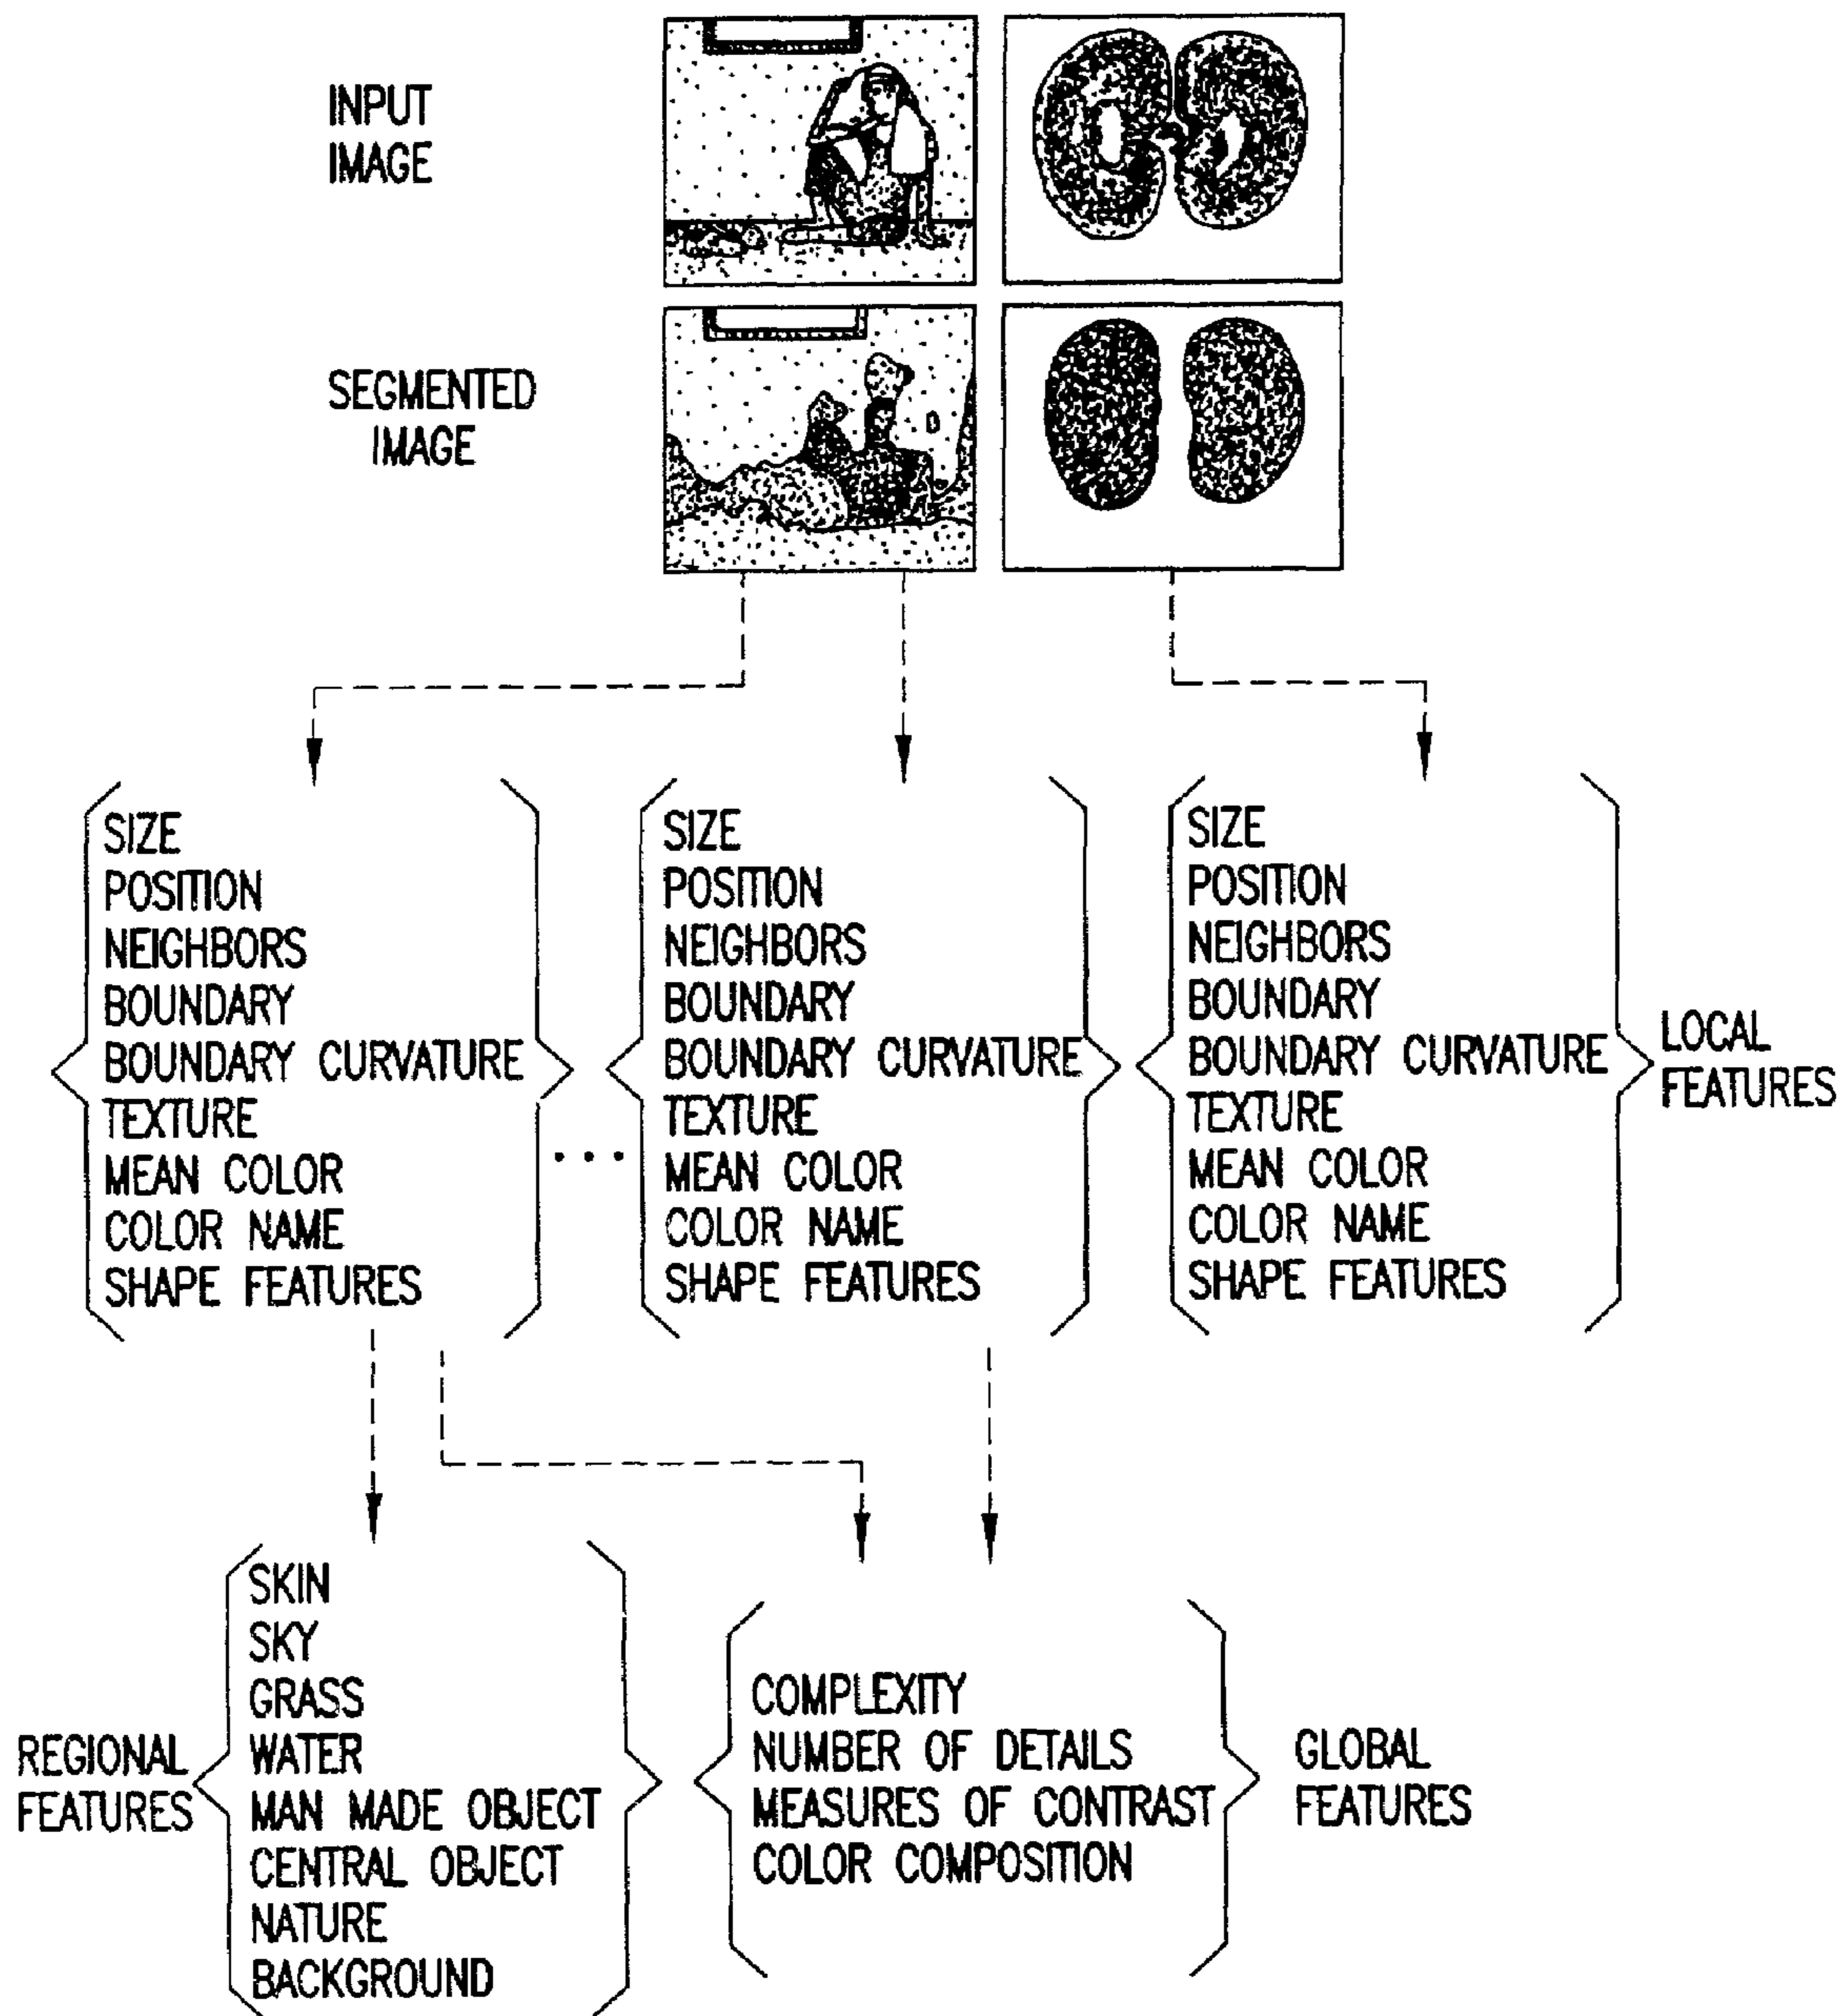 INPUT
IMAGE
SEGMENTED
IMAGE
SIZE
POSITION
NEIGHBORS
BOUNDARY
BOUNDARY CURVATURE
TEXTURE
MEAN COLOR
COLOR NAME
SHAPE FEATURES
...
SIZE
POSITION
NEIGHBORS
BOUNDARY
BOUNDARY CURVATURE
TEXTURE
MEAN COLOR
COLOR NAME
SHAPE FEATURES
SIZE
POSITION
NEIGHBORS
BOUNDARY
BOUNDARY CURVATURE
TEXTURE
MEAN COLOR
COLOR NAME
SHAPE FEATURES
LOCAL
FEATURES
REGIONAL
FEATURES
SKIN
SKY
GRASS
WATER
MAN MADE OBJECT
CENTRAL OBJECT
NATURE
BACKGROUND
COMPLEXITY
NUMBER OF DETAILS
MEASURES OF CONTRAST
COLOR COMPOSITION
GLOBAL
FEATURES